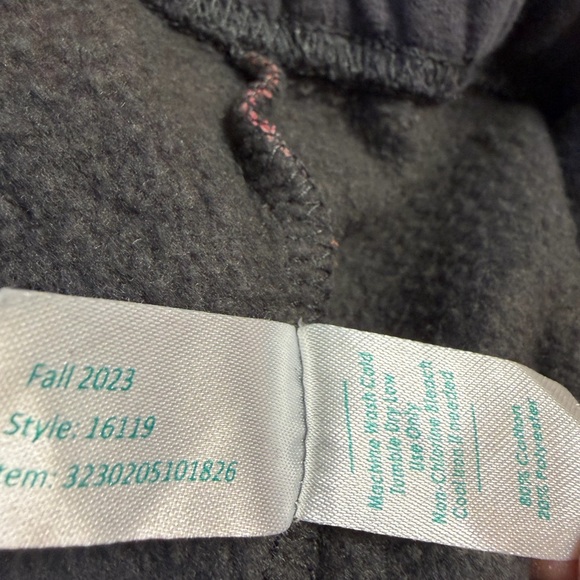 Fall 2023
Style: 16119
tem: 3230205101826
Machine Wash Cold
Tumble Dry Low
Use Only
Non-Chlorine Bleach
Cool Iron If needed
80% Cotton
20% Polyester